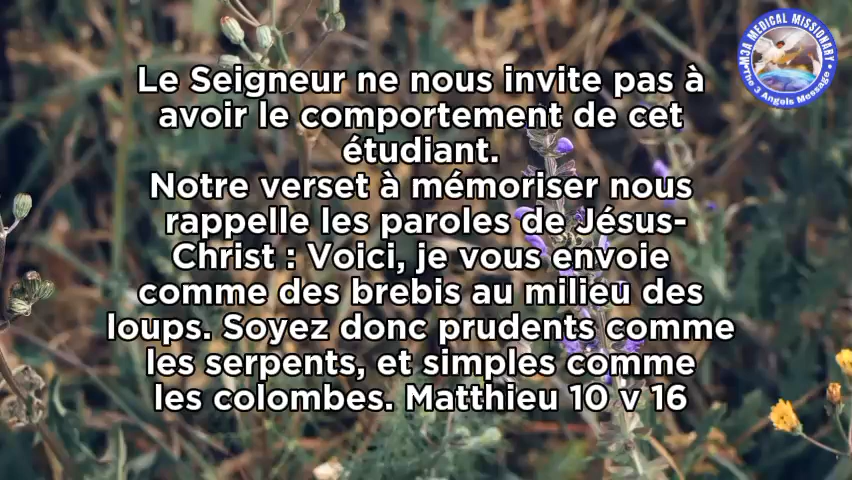 M3A MEDICAL MISSIONARY
The 3 Angels Message
Le Seigneur ne nous invite pas à
avoir le comportement de cet
étudiant.
Notre verset à mémoriser nous
rappelle les paroles de Jésus-
Christ : Voici, je vous envoie
comme des brebis au milieu des
loups. Soyez donc prudents comme
les serpents, et simples comme
les colombes. Matthieu 10 v 16